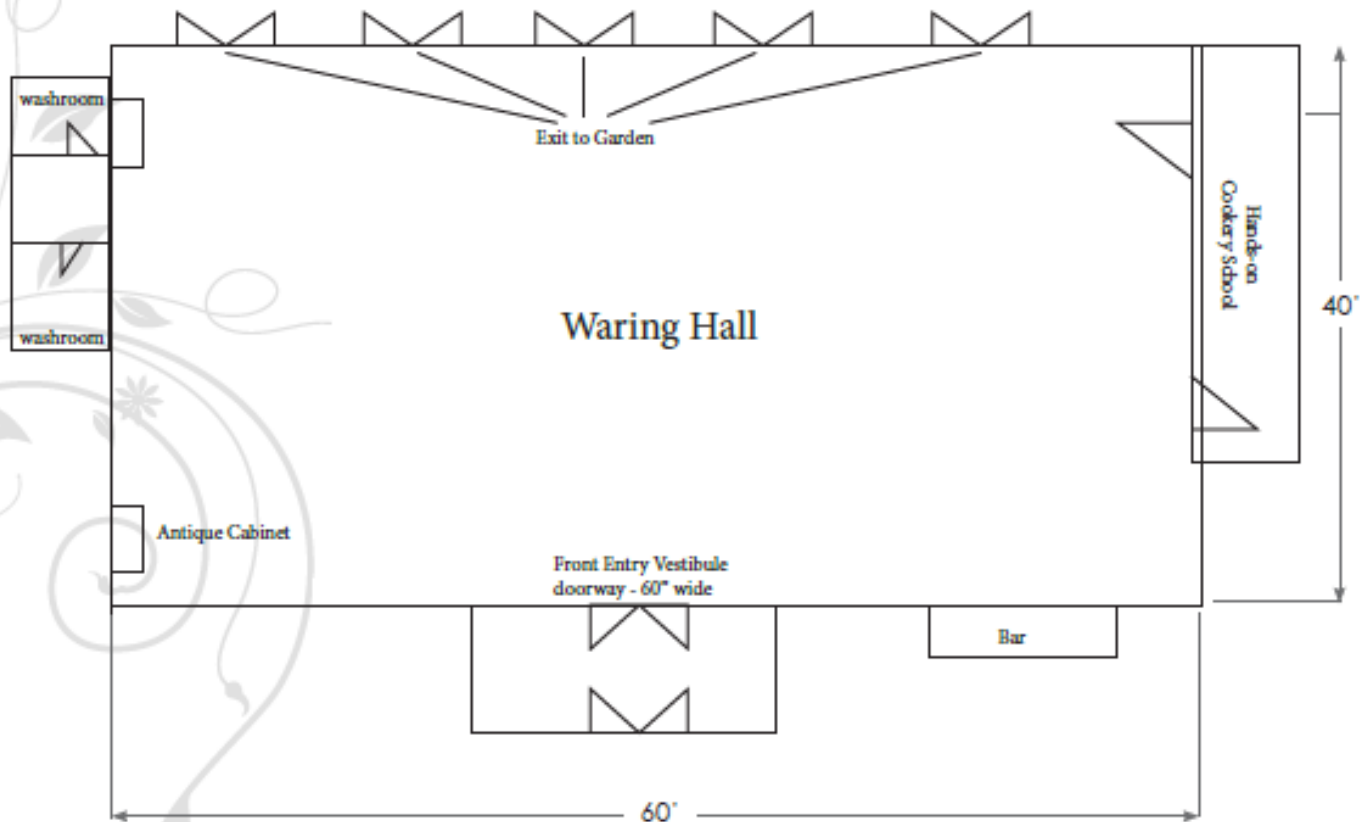 washroom
Exit to Garden
Hands-on
Cookery School
Waring Hall
40'
washroom
Antique Cabinet
Front Entry Vestibule
doorway - 60" wide
Bar
60'